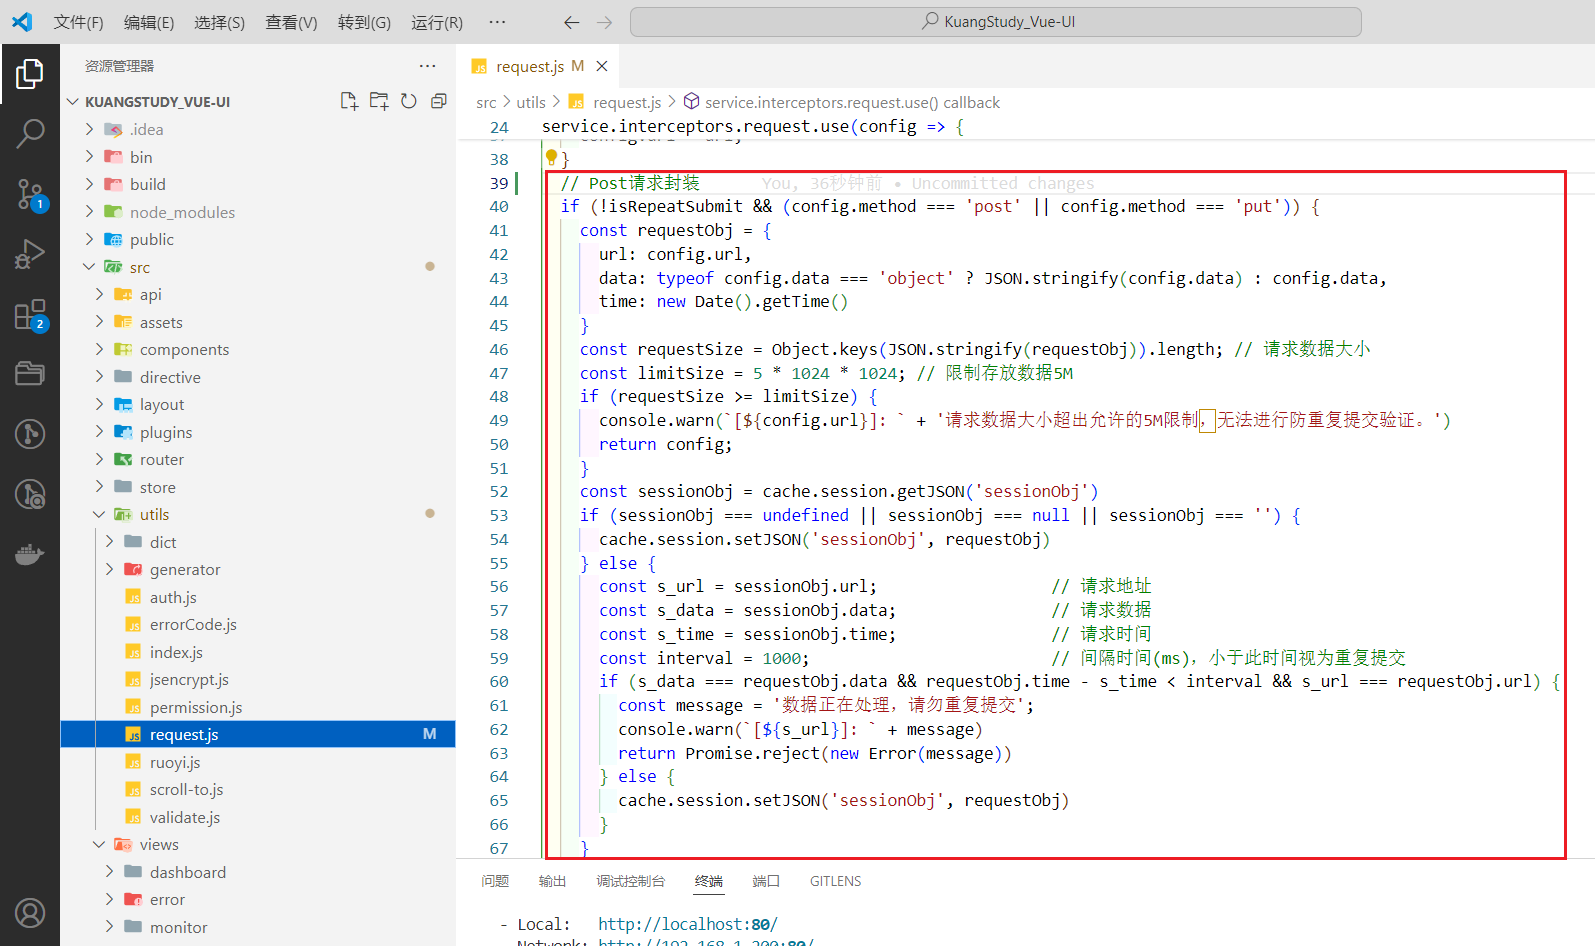 文件(F) 编辑(E) 选择(S) 查看(V) 转到(G) 运行(R) ··· KuangStudy_Vue-UI
资源管理器 ···
KUANGSTUDY_VUE-UI
.idea
bin
build
node_modules
public
src
api
assets
components
directive
layout
plugins
router
store
utils
dict
generator
auth.js
errorCode.js
index.js
jsencrypt.js
permission.js
request.js M
ruoyi.js
scroll-to.js
validate.js
views
dashboard
error
monitor
1
2
JS request.js M
src > utils > JS request.js > service.interceptors.request.use() callback
24 service.interceptors.request.use(config => {
38 }
39 // Post请求封装 You, 36秒钟前 • Uncommitted changes
40 if (!isRepeatSubmit && (config.method === 'post' || config.method === 'put')) {
41 const requestObj = {
42 url: config.url,
43 data: typeof config.data === 'object' ? JSON.stringify(config.data) : config.data,
44 time: new Date().getTime()
45 }
46 const requestSize = Object.keys(JSON.stringify(requestObj)).length; // 请求数据大小
47 const limitSize = 5 * 1024 * 1024; // 限制存放数据5M
48 if (requestSize >= limitSize) {
49 console.warn(`[${config.url}]: ` + '请求数据大小超出允许的5M限制，无法进行防重复提交验证。')
50 return config;
51 }
52 const sessionObj = cache.session.getJSON('sessionObj')
53 if (sessionObj === undefined || sessionObj === null || sessionObj === '') {
54 cache.session.setJSON('sessionObj', requestObj)
55 } else {
56 const s_url = sessionObj.url; // 请求地址
57 const s_data = sessionObj.data; // 请求数据
58 const s_time = sessionObj.time; // 请求时间
59 const interval = 1000; // 间隔时间(ms)，小于此时间视为重复提交
60 if (s_data === requestObj.data && requestObj.time - s_time < interval && s_url === requestObj.url) {
61 const message = '数据正在处理，请勿重复提交';
62 console.warn(`[${s_url}]: ` + message)
63 return Promise.reject(new Error(message))
64 } else {
65 cache.session.setJSON('sessionObj', requestObj)
66 }
67 }
问题 输出 调试控制台 终端 端口 GITLENS
- Local: http://localhost:80/
Network: http://192.168.1.200:80/